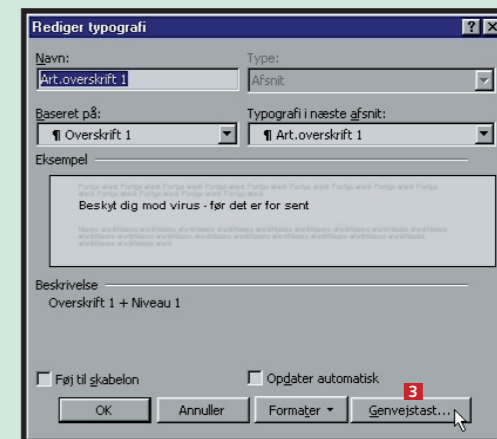 Rediger typografi
Navn: Type:
Art.overskrift 1 Afsnit
Baseret på: Typografi i næste afsnit:
¶ Overskrift 1 ¶ Art.overskrift 1
Eksempel
Beskyt dig mod virus - før det er for sent
Beskrivelse
Overskrift 1 + Niveau 1
Føj til skabelon Opdater automatisk
3
OK Annuller Formater Genvejstast...